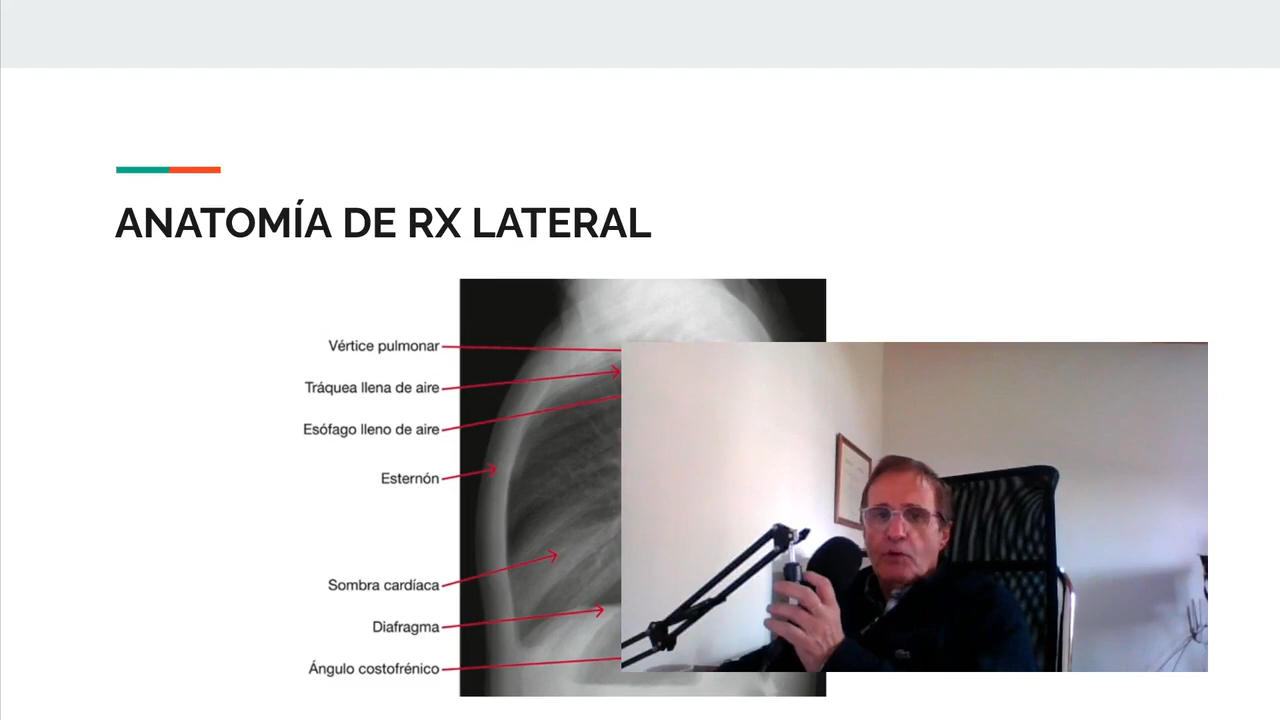 ANATOMÍA DE RX LATERAL
Vértice pulmonar
Tráquea llena de aire
Esófago lleno de aire
Esternón
Sombra cardíaca
Diafragma
Ángulo costofrénico